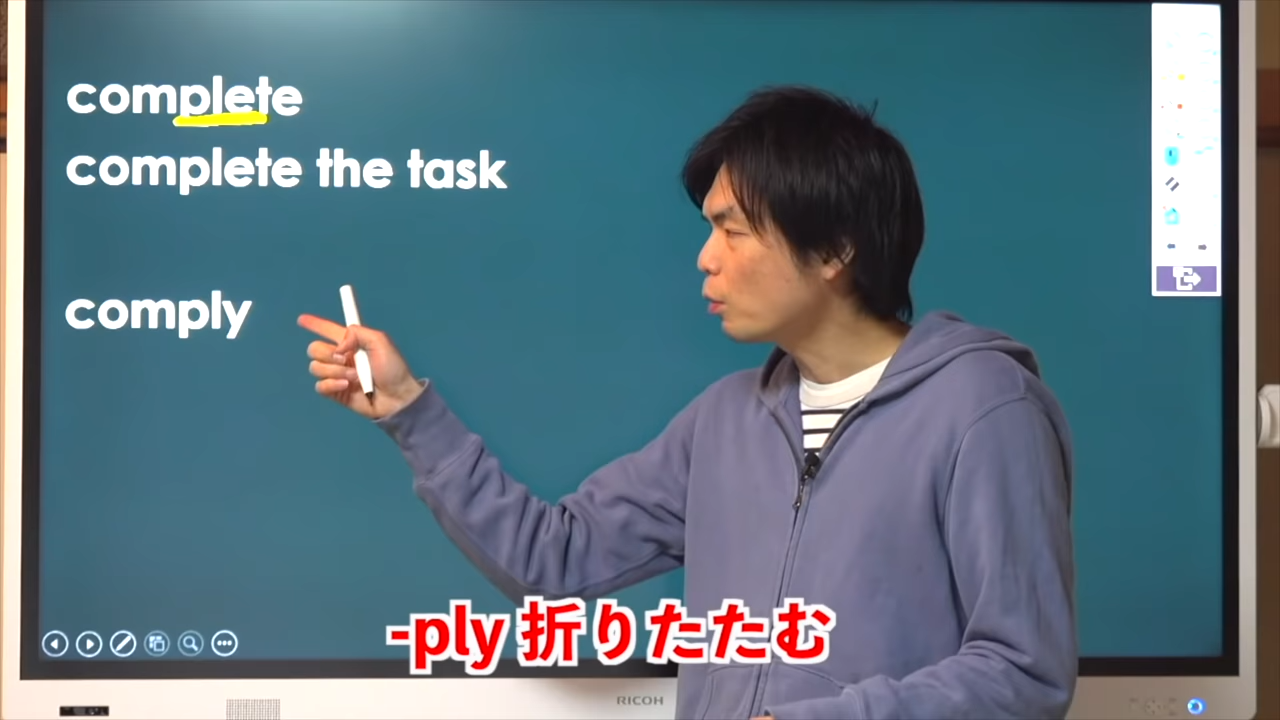 complete
complete the task
comply
-ply 折りたたむ
RICOH